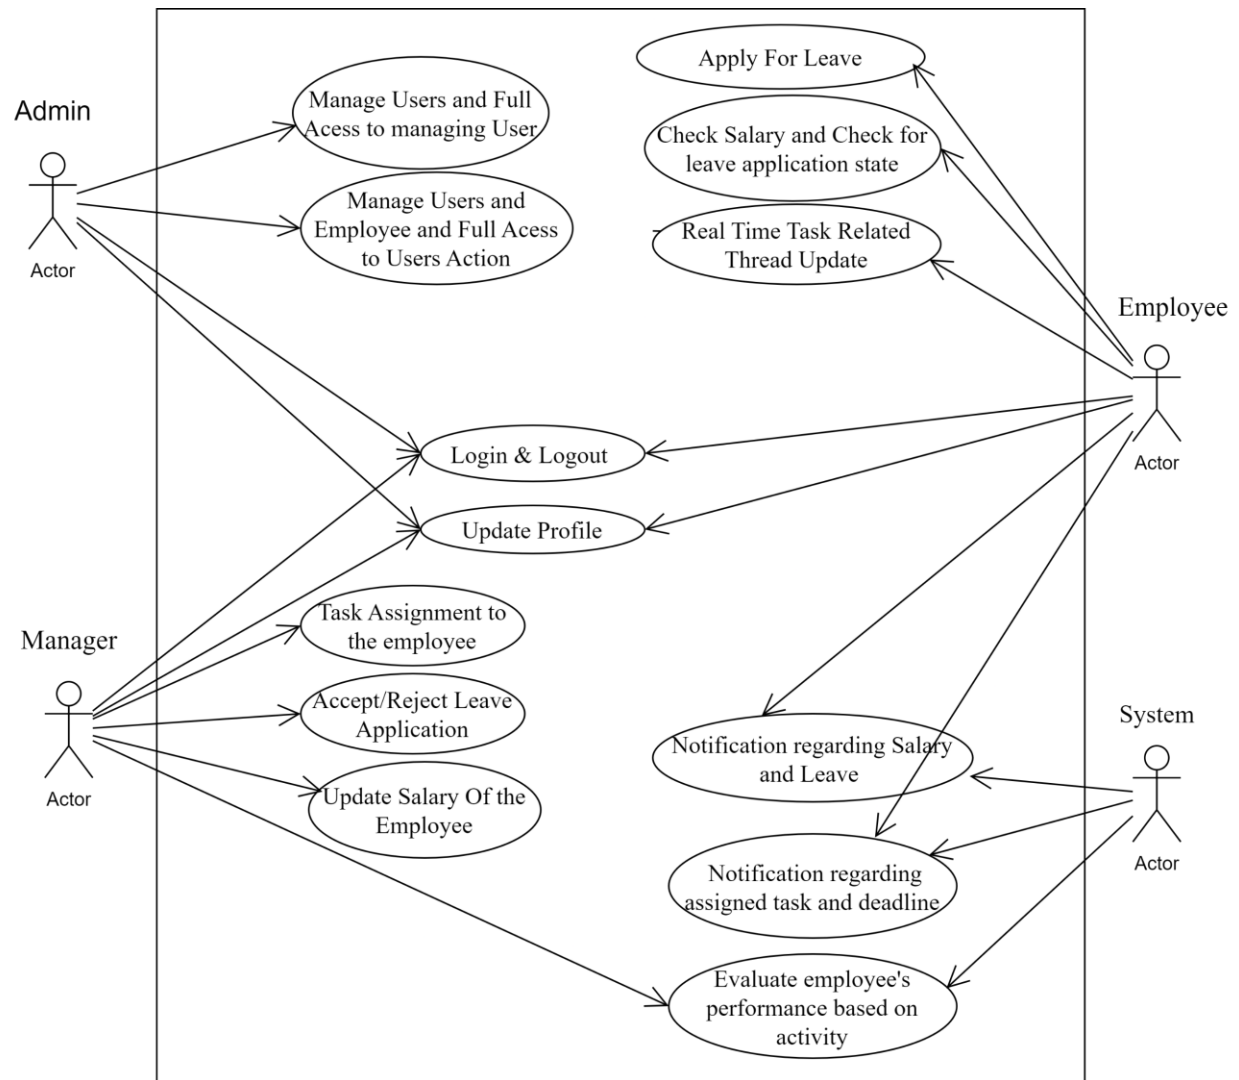 Admin
Actor
Manage Users and Full
Acess to managing User
Manage Users and
Employee and Full Acess
to Users Action
Apply For Leave
Check Salary and Check for
leave application state
Real Time Task Related
Thread Update
Employee
Actor
Login & Logout
Update Profile
Manager
Actor
Task Assignment to
the employee
Accept/Reject Leave
Application
Update Salary Of the
Employee
System
Actor
Notification regarding Salary
and Leave
Notification regarding
assigned task and deadline
Evaluate employee's
performance based on
activity